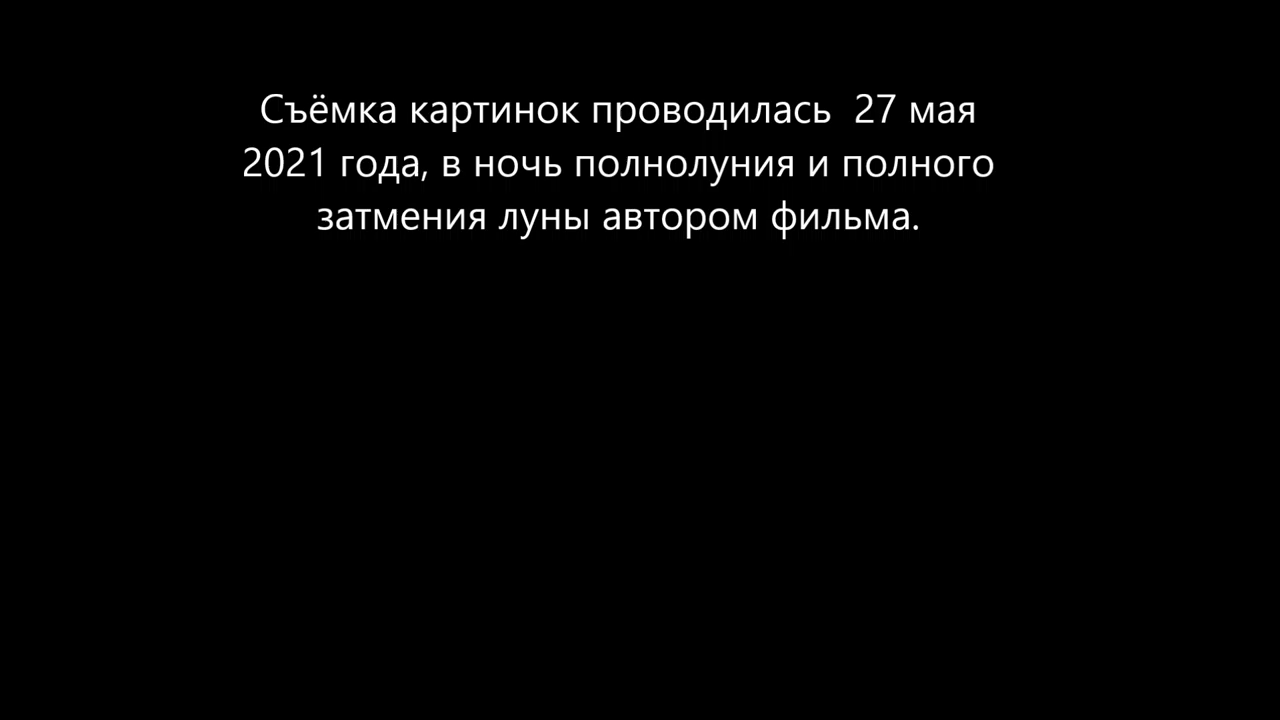 Съёмка картинок проводилась  27 мая
2021 года, в ночь полнолуния и полного
затмения луны автором фильма.